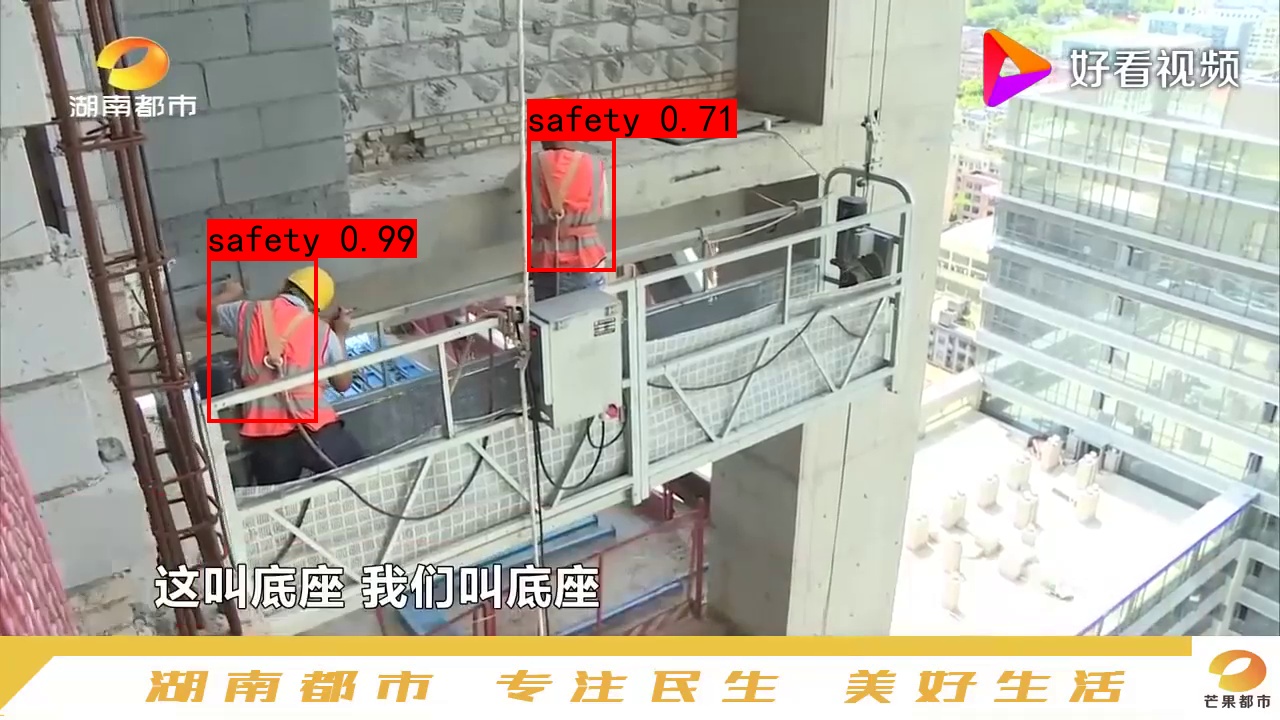 湖南都市
好看视频
safety 0.71
safety 0.99
这叫底座 我们叫底座
湖南都市 专注民生 美好生活
芒果都市